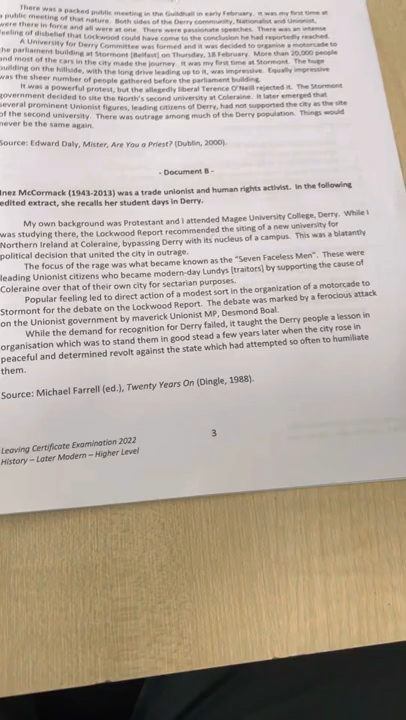 There was a packed public meeting in the Guildhall in early February. It was my first time at
a public meeting of that nature. Both sides of the Derry community, Nationalist and Unionist,
were there in force and all were at one. There were passionate speeches. There was an intense
feeling of disbelief that Lockwood could have come to the conclusion he had reportedly reached.
A University for Derry Committee was formed and it was decided to organise a motorcade to
the parliament building at Stormont [Belfast] on Thursday, 18 February. More than 20,000 people
and most of the cars in the city made the journey. It was my first time at Stormont. The huge
building on the hillside, with the long drive leading up to it, was impressive. Equally impressive
was the sheer number of people gathered before the parliament building.
It was a powerful protest, but the allegedly liberal Terence O'Neill rejected it. The Stormont
government decided to site the North's second university at Coleraine. It later emerged that
several prominent Unionist figures, leading citizens of Derry, had not supported the city as the site
of the second university. There was outrage among much of the Derry population. Things would
never be the same again.
Source: Edward Daly, Mister, Are You a Priest? (Dublin, 2000).
- Document B -
Inez McCormack (1943-2013) was a trade unionist and human rights activist. In the following
edited extract, she recalls her student days in Derry.
My own background was Protestant and I attended Magee University College, Derry. While I
was studying there, the Lockwood Report recommended the siting of a new university for
Northern Ireland at Coleraine, bypassing Derry with its nucleus of a campus. This was a blatantly
political decision that united the city in outrage.
The focus of the rage was what became known as the "Seven Faceless Men". These were
leading Unionist citizens who became modern-day Lundys [traitors] by supporting the cause of
Coleraine over that of their own city for sectarian purposes.
Popular feeling led to direct action of a modest sort in the organization of a motorcade to
Stormont for the debate on the Lockwood Report. The debate was marked by a ferocious attack
on the Unionist government by maverick Unionist MP, Desmond Boal.
While the demand for recognition for Derry failed, it taught the Derry people a lesson in
organisation which was to stand them in good stead a few years later when the city rose in
peaceful and determined revolt against the state which had attempted so often to humiliate
them.
Source: Michael Farrell (ed.), Twenty Years On (Dingle, 1988).
3
Leaving Certificate Examination 2022
History – Later Modern – Higher Level